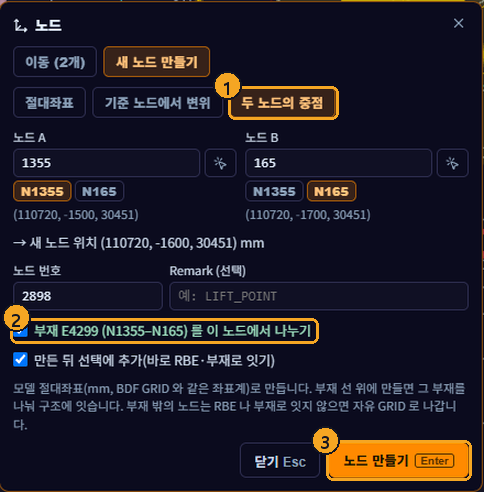 노드
이동 (2개) 새 노드 만들기
1
절대좌표 기준 노드에서 변위 두 노드의 중점
노드 A 노드 B
1355 165
N1355 N165 N1355 N165
(110720, -1500, 30451) (110720, -1700, 30451)
→ 새 노드 위치 (110720, -1600, 30451) mm
노드 번호 Remark (선택)
2898 예: LIFT_POINT
2
부재 E4299 (N1355–N165) 를 이 노드에서 나누기
만든 뒤 선택에 추가(바로 RBE·부재로 잇기)
모델 절대좌표(mm, BDF GRID 와 같은 좌표계)로 만듭니다. 부재 선 위에 만들면 그 부재를
나눠 구조에 잇습니다. 부재 밖의 노드는 RBE 나 부재로 잇지 않으면 자유 GRID 로 나갑니
다.
3
닫기 Esc 노드 만들기 Enter